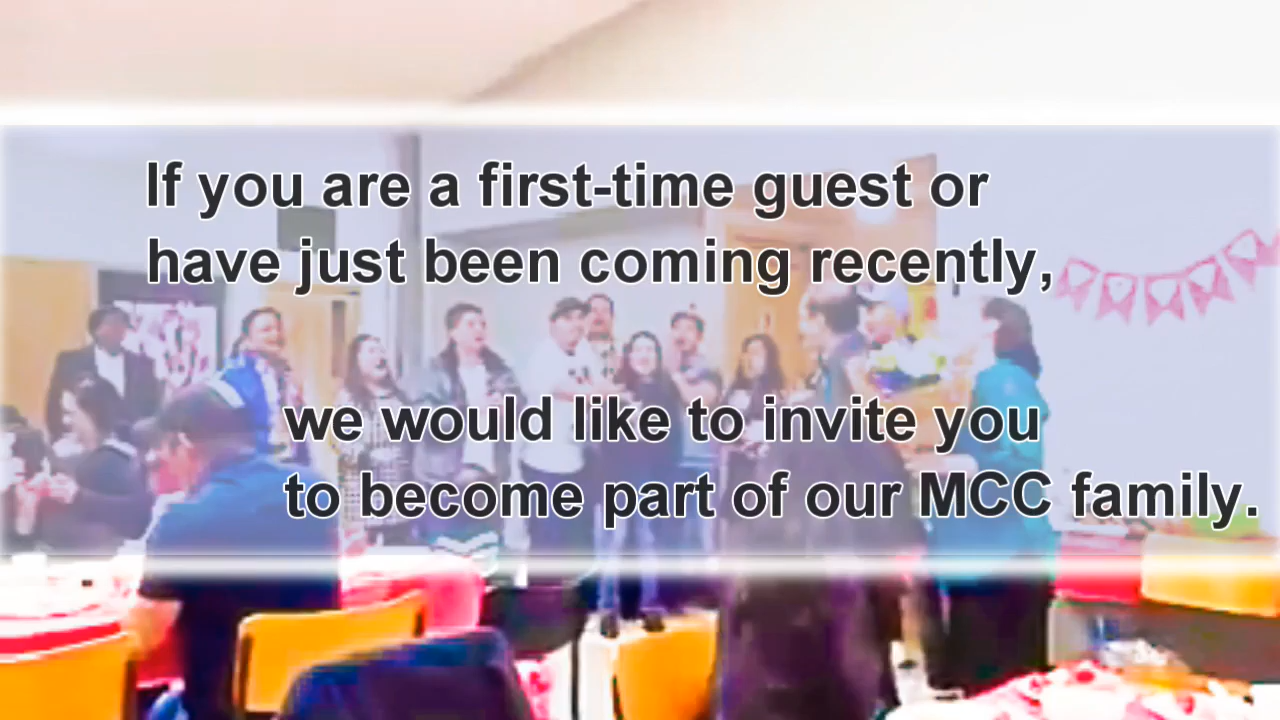 If you are a first-time guest or
have just been coming recently,
we would like to invite you
to become part of our MCC family.